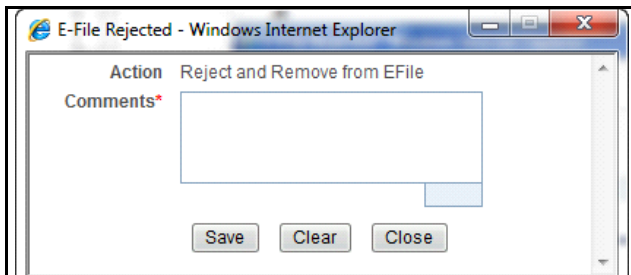 E-File Rejected - Windows Internet Explorer
Action Reject and Remove from EFile
Comments*
Save Clear Close